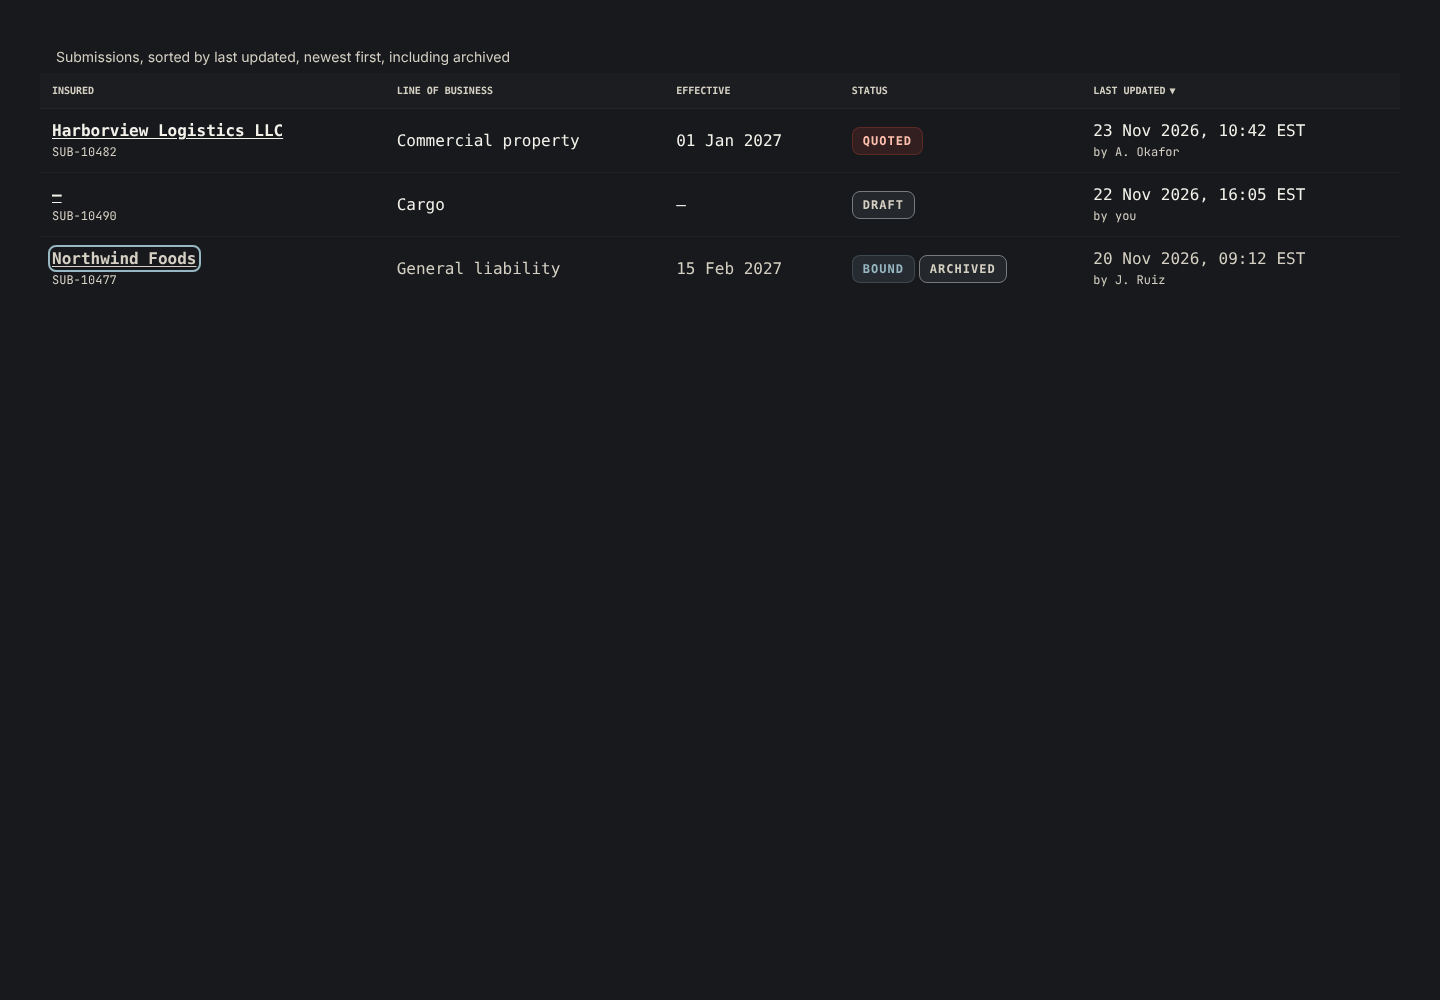 Submissions, sorted by last updated, newest first, including archived
INSURED LINE OF BUSINESS EFFECTIVE STATUS LAST UPDATED ▼
Harborview Logistics LLC
SUB-10482
Commercial property
01 Jan 2027
QUOTED
23 Nov 2026, 10:42 EST
by A. Okafor
—
SUB-10490
Cargo
—
DRAFT
22 Nov 2026, 16:05 EST
by you
Northwind Foods
SUB-10477
General liability
15 Feb 2027
BOUND ARCHIVED
20 Nov 2026, 09:12 EST
by J. Ruiz